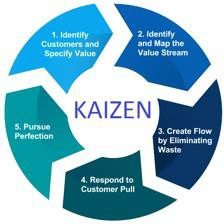 1. Identify
Customers and
Specify Value
2. Identify
and Map the
Value Stream
KAIZEN
3. Create Flow
by Eliminating
Waste
4. Respond to
Customer Pull
5. Pursue
Perfection